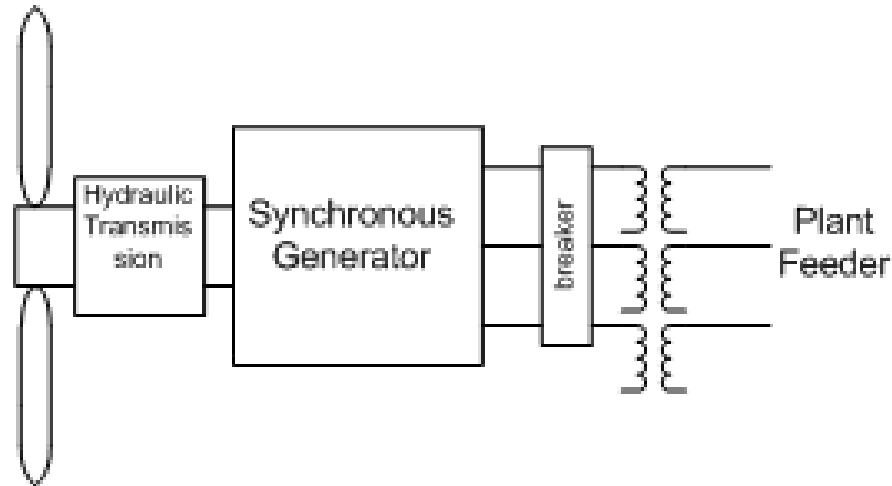 Hydraulic
Transmis
sion
Synchronous
Generator
breaker
Plant
Feeder